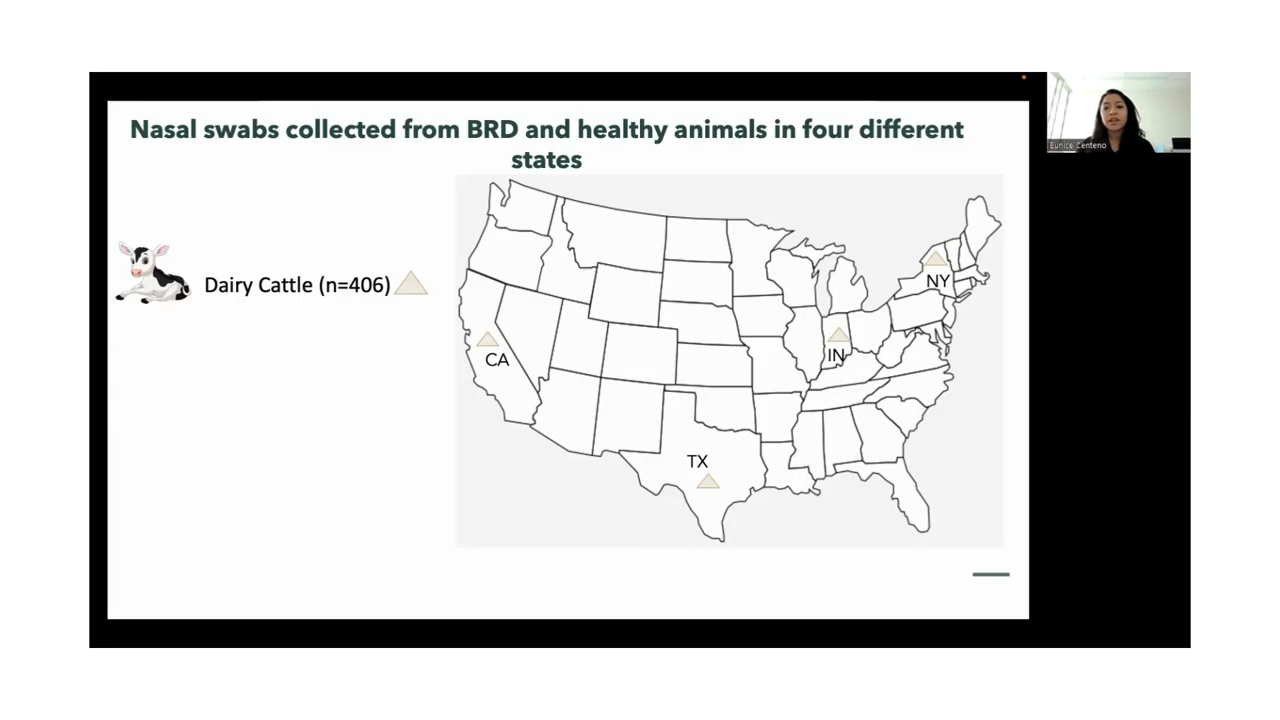 Nasal swabs collected from BRD and healthy animals in four different
states
Eunice Centeno
Dairy Cattle (n=406)
NY
IN
CA
TX